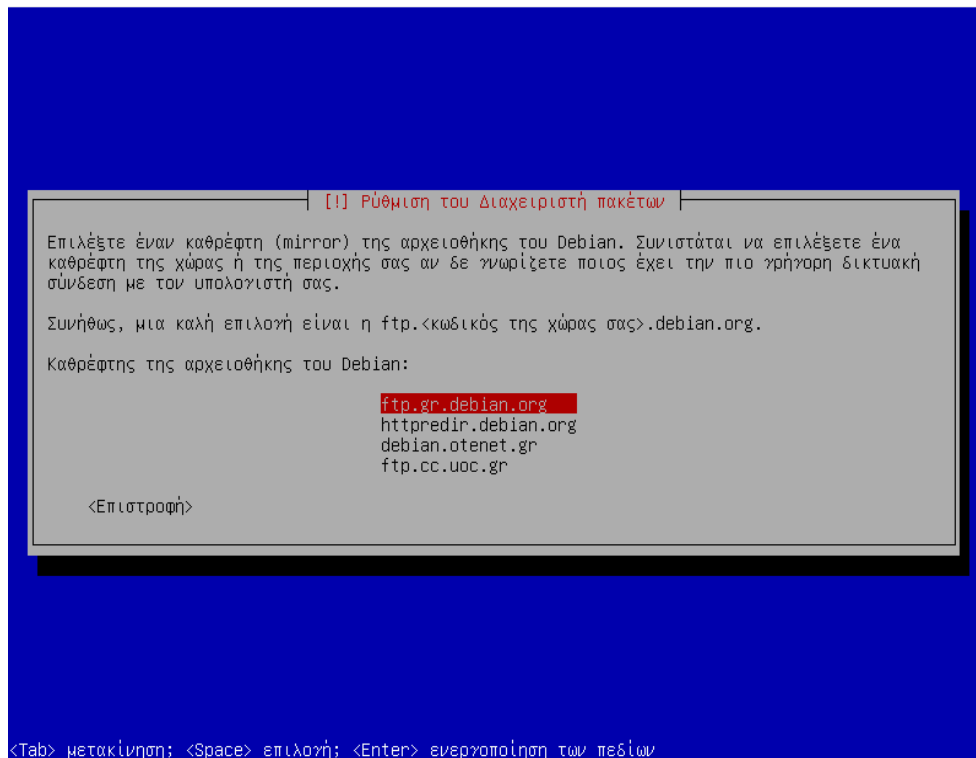 [!] Ρύθμιση του Διαχειριστή πακέτων
Επιλέξτε έναν καθρέφτη (mirror) της αρχειοθήκης του Debian. Συνιστάται να επιλέξετε ένα
καθρέφτη της χώρας ή της περιοχής σας αν δε γνωρίζετε ποιος έχει την πιο γρήγορη δικτυακή
σύνδεση με τον υπολογιστή σας.
Συνήθως, μια καλή επιλογή είναι η ftp.<κωδικός της χώρας σας>.debian.org.
Καθρέφτης της αρχειοθήκης του Debian:
ftp.gr.debian.org
httpredir.debian.org
debian.otenet.gr
ftp.cc.uoc.gr
<Επιστροφή>
<Tab> μετακίνηση; <Space> επιλογή; <Enter> ενεργοποίηση των πεδίων